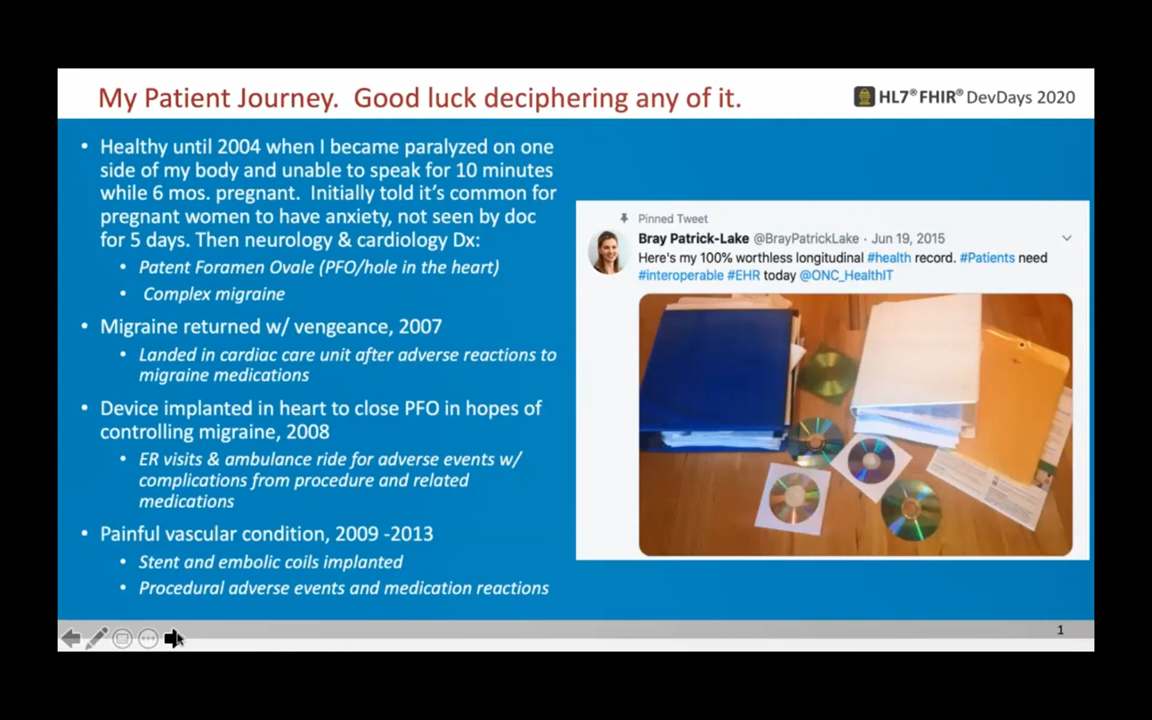 My Patient Journey.  Good luck deciphering any of it.
HL7® FHIR® DevDays 2020
• Healthy until 2004 when I became paralyzed on one
side of my body and unable to speak for 10 minutes
while 6 mos. pregnant.  Initially told it's common for
pregnant women to have anxiety, not seen by doc
for 5 days. Then neurology & cardiology Dx:
• Patent Foramen Ovale (PFO/hole in the heart)
• Complex migraine
• Migraine returned w/ vengeance, 2007
• Landed in cardiac care unit after adverse reactions to
migraine medications
• Device implanted in heart to close PFO in hopes of
controlling migraine, 2008
• ER visits & ambulance ride for adverse events w/
complications from procedure and related
medications
• Painful vascular condition, 2009 -2013
• Stent and embolic coils implanted
• Procedural adverse events and medication reactions
Pinned Tweet
Bray Patrick-Lake @BrayPatrickLake · Jun 19, 2015
Here's my 100% worthless longitudinal #health record. #Patients need
#interoperable #EHR today @ONC_HealthIT
1